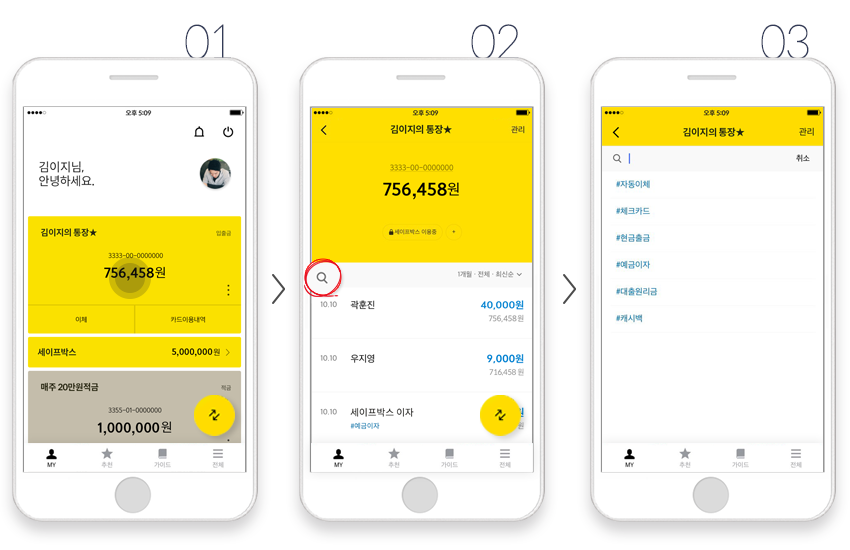 01
오후 5:09
김이지님,
안녕하세요.
김이지의 통장★
입출금
3333-00-0000000
756,458원
이체
카드이용내역
세이프박스
5,000,000원 >
매주 20만원적금
적금
3355-01-0000000
1,000,000원
MY
추천
가이드
전체
02
오후 5:09
김이지의 통장★
관리
3333-00-0000000
756,458원
세이프박스 이용중
+
1개월 · 전체 · 최신순
10.10
곽훈진
40,000원
756,458원
10.10
우지영
9,000원
716,458 원
10.10
세이프박스 이자
원
#예금이자
원
MY
추천
가이드
전체
03
오후 5:09
김이지의 통장★
관리
취소
#자동이체
#체크카드
#현금출금
#예금이자
#대출원리금
#캐시백
MY
추천
가이드
전체